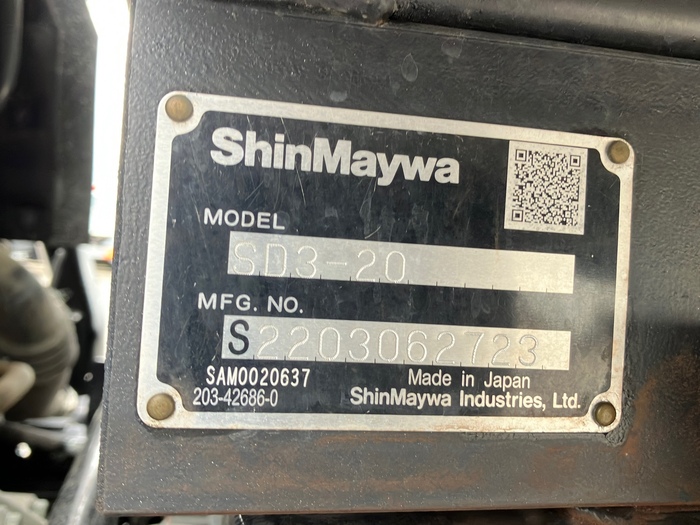 ShinMaywa
MODEL
SD3-20
MFG. NO.
S2203062723
SAM0020637
203-42686-0
Made in Japan
ShinMaywa Industries, Ltd.